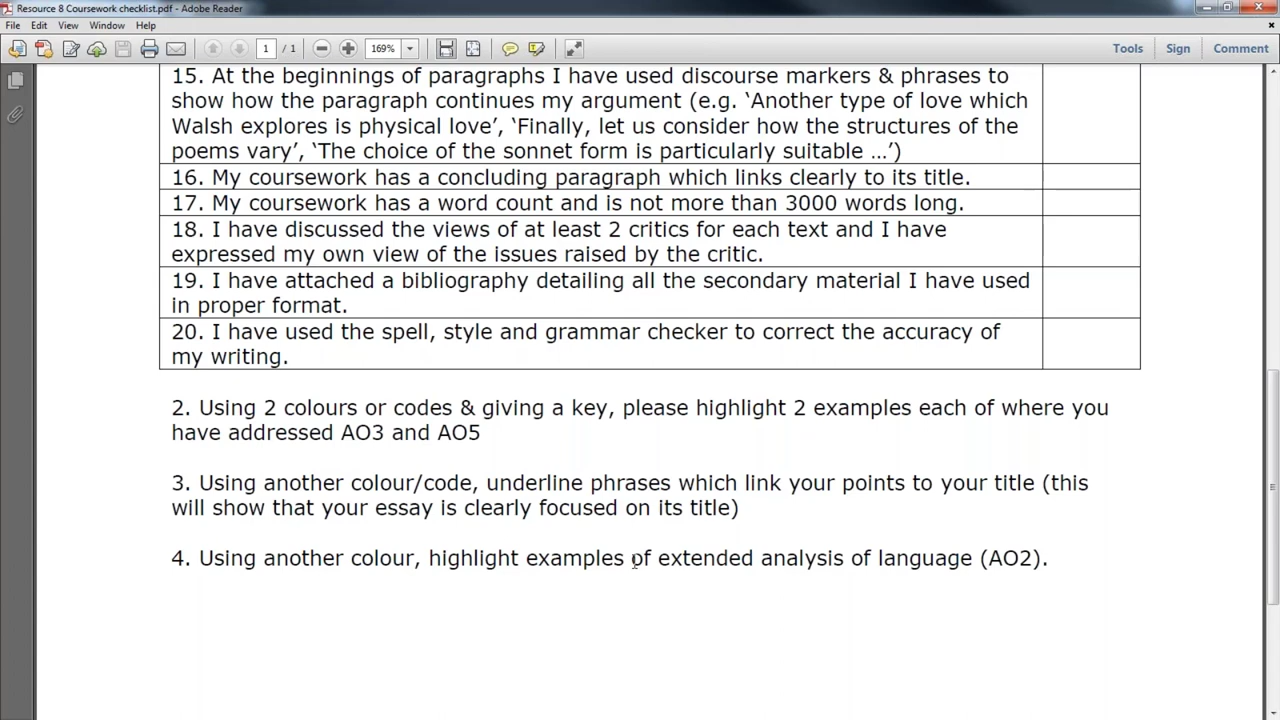 Resource 8 Coursework checklist.pdf - Adobe Reader
File Edit View Window Help
1 / 1 169% Tools Sign Comment
15. At the beginnings of paragraphs I have used discourse markers & phrases to
show how the paragraph continues my argument (e.g. ‘Another type of love which
Walsh explores is physical love’, ‘Finally, let us consider how the structures of the
poems vary’, ‘The choice of the sonnet form is particularly suitable …’)
16. My coursework has a concluding paragraph which links clearly to its title.
17. My coursework has a word count and is not more than 3000 words long.
18. I have discussed the views of at least 2 critics for each text and I have
expressed my own view of the issues raised by the critic.
19. I have attached a bibliography detailing all the secondary material I have used
in proper format.
20. I have used the spell, style and grammar checker to correct the accuracy of
my writing.
2. Using 2 colours or codes & giving a key, please highlight 2 examples each of where you
have addressed AO3 and AO5
3. Using another colour/code, underline phrases which link your points to your title (this
will show that your essay is clearly focused on its title)
4. Using another colour, highlight examples of extended analysis of language (AO2).